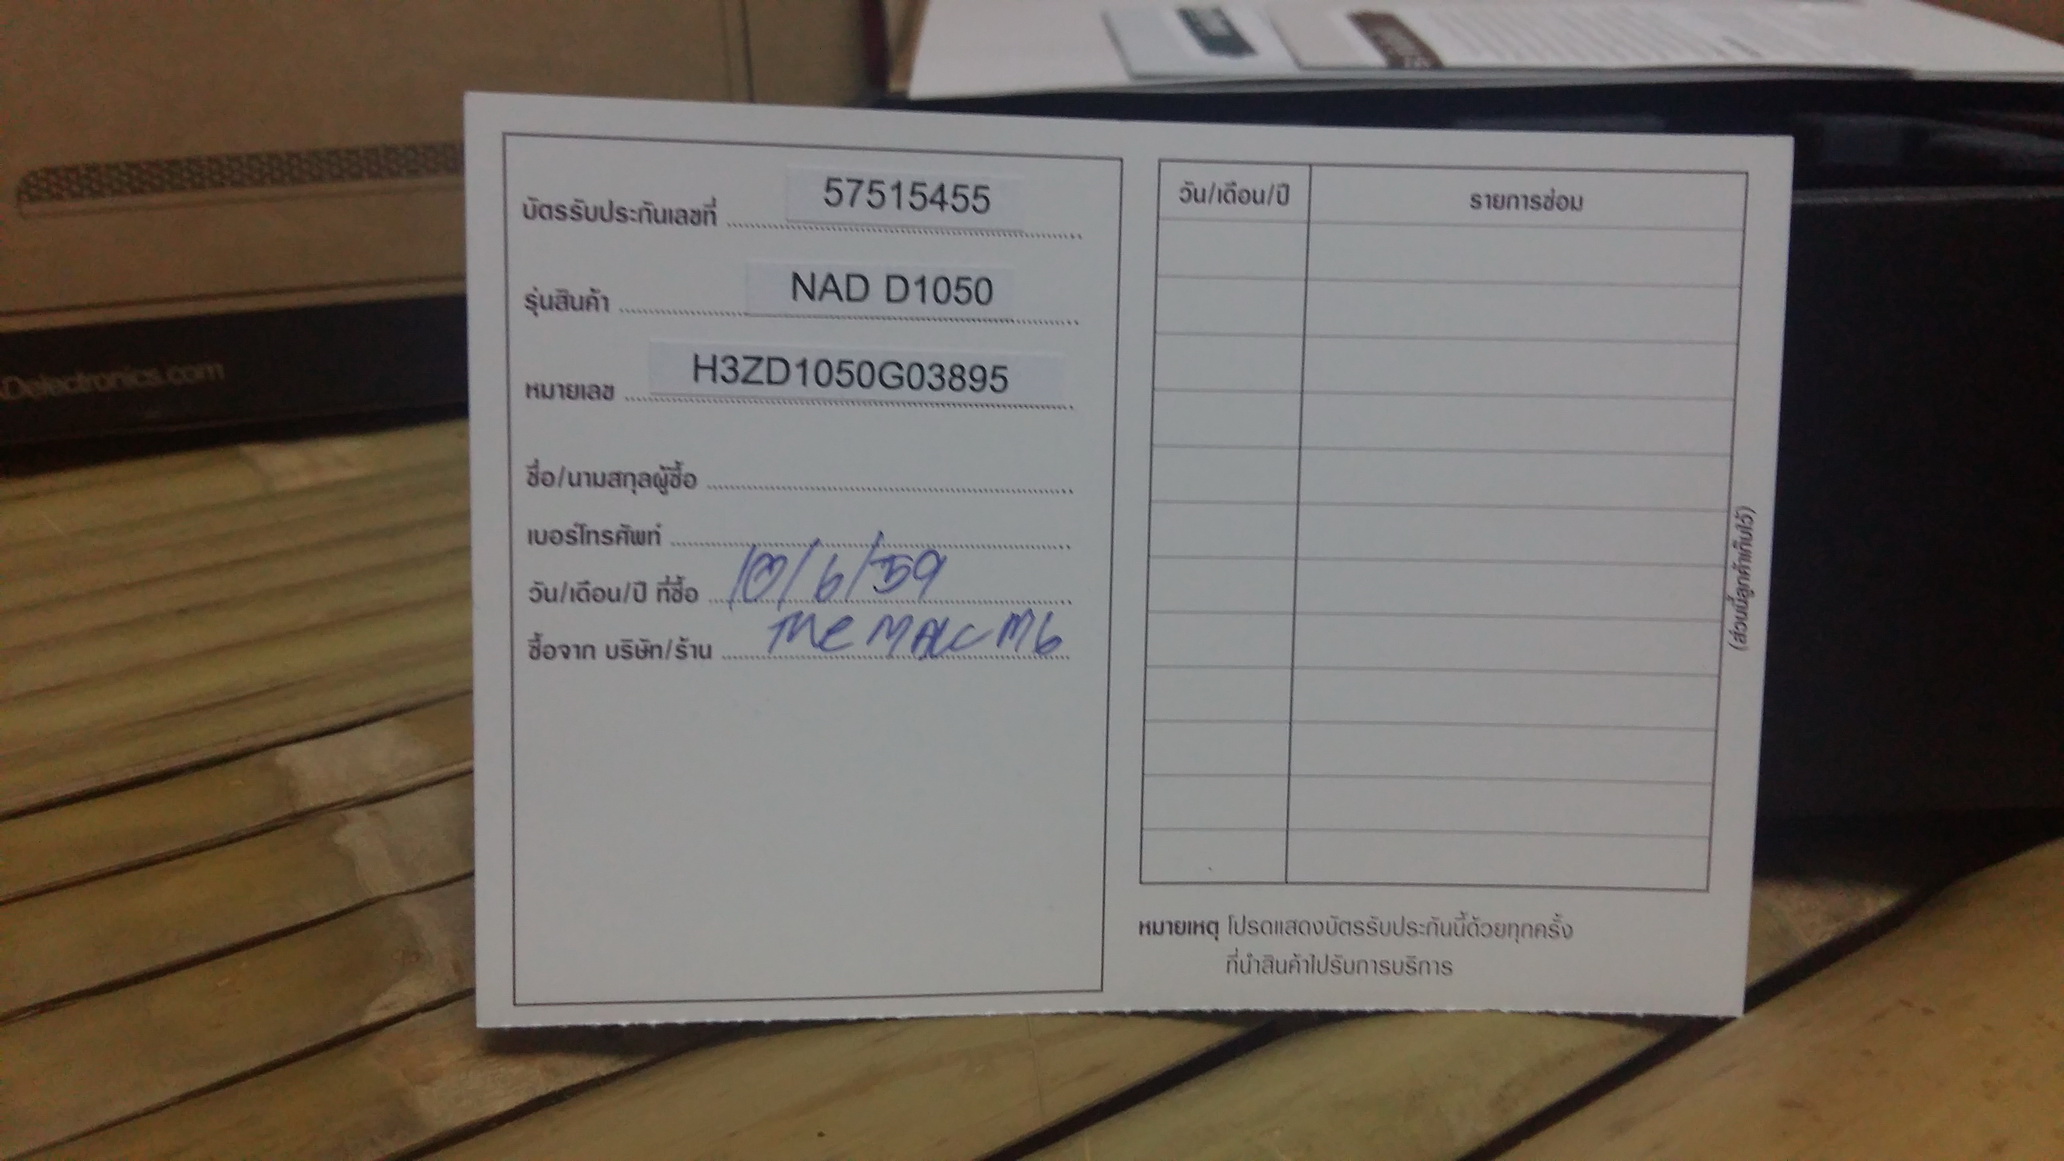 บัตรรับประกันเลขที่ 57515455
รุ่นสินค้า NAD D1050
หมายเลข H3ZD1050G03895
ชื่อ/นามสกุลผู้ซื้อ
เบอร์โทรศัพท์
วัน/เดือน/ปี ที่ซื้อ 10/6/59
ซื้อจาก บริษัท/ร้าน THE MALL M6
วัน/เดือน/ปี รายการซ่อม
(ส่วนนี้ลูกค้าเก็บไว้)
หมายเหตุ โปรดแสดงบัตรรับประกันนี้ด้วยทุกครั้ง
ที่นำสินค้าไปรับการบริการ
Delectronics.com